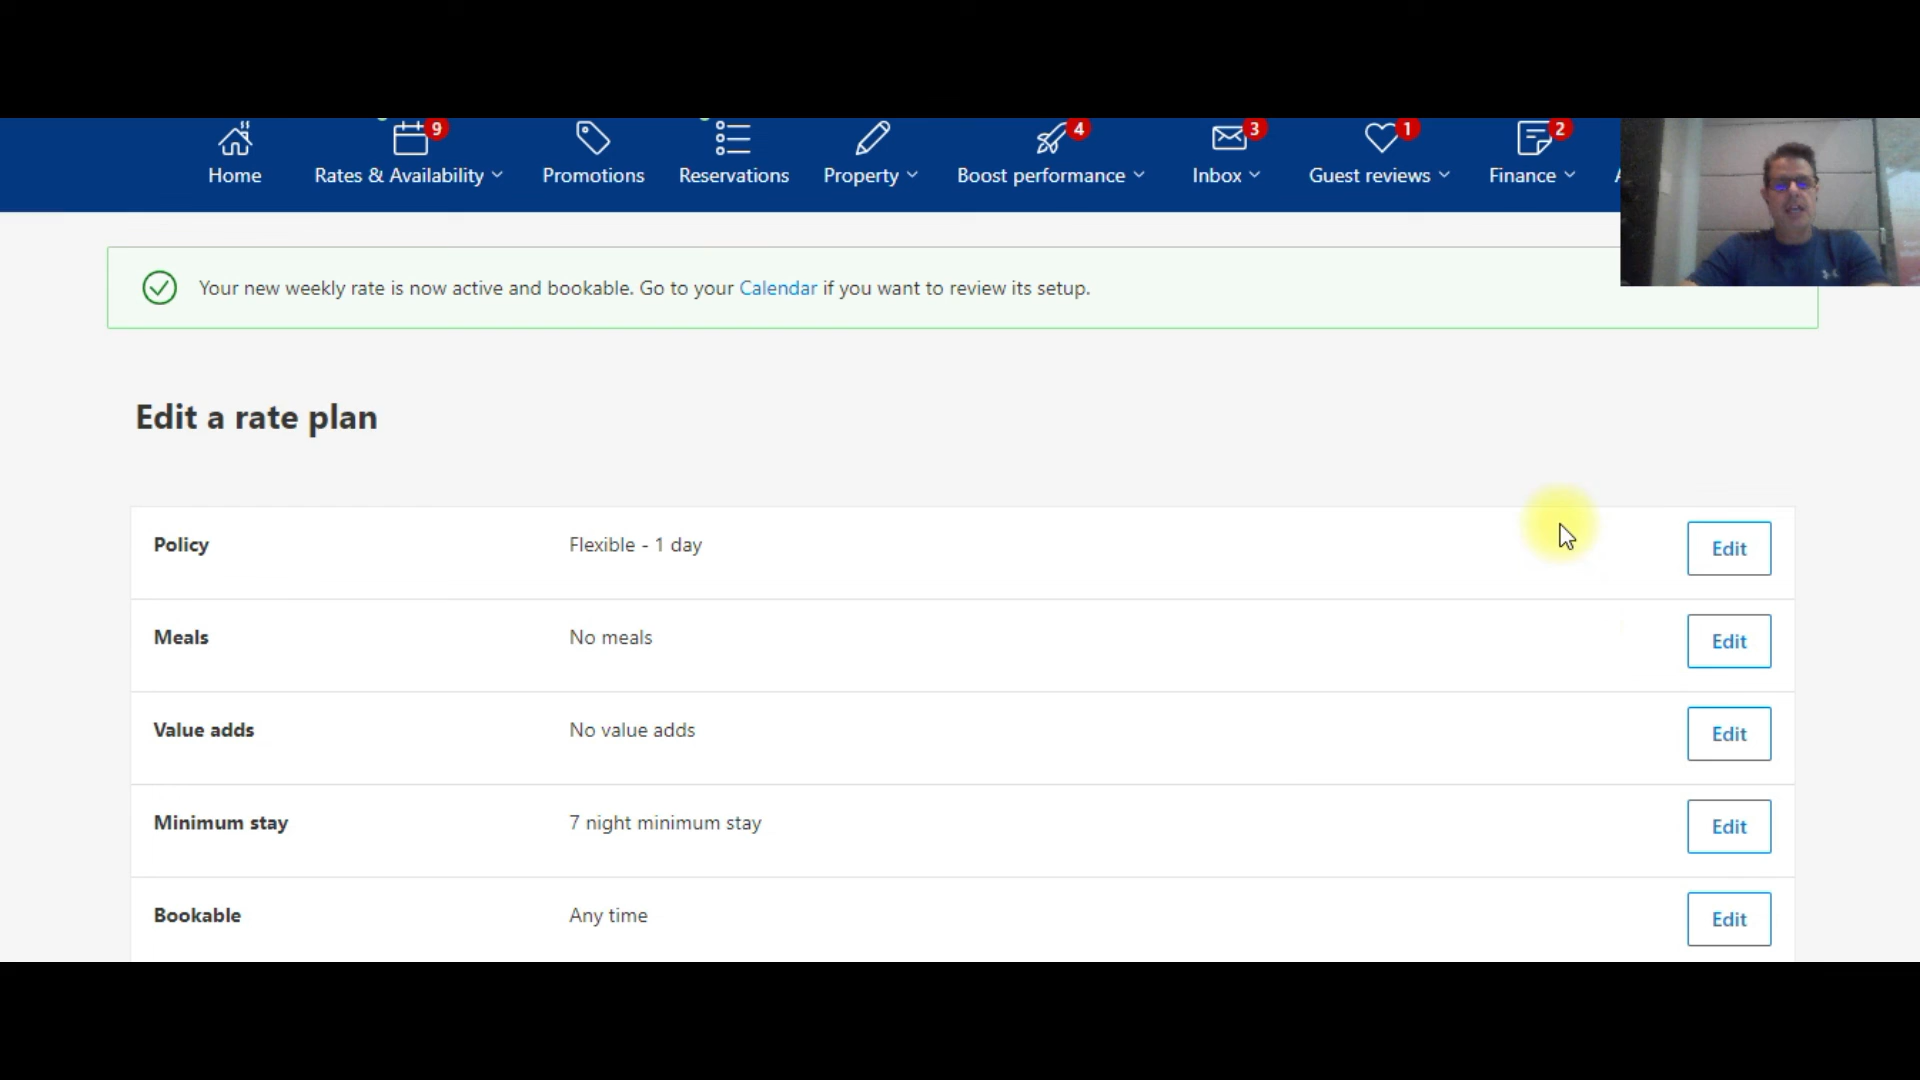 Home
Rates & Availability 9
Promotions
Reservations
Property
Boost performance 4
Inbox 3
Guest reviews 1
Finance 2
Your new weekly rate is now active and bookable. Go to your Calendar if you want to review its setup.
Edit a rate plan
Policy Flexible - 1 day Edit
Meals No meals Edit
Value adds No value adds Edit
Minimum stay 7 night minimum stay Edit
Bookable Any time Edit